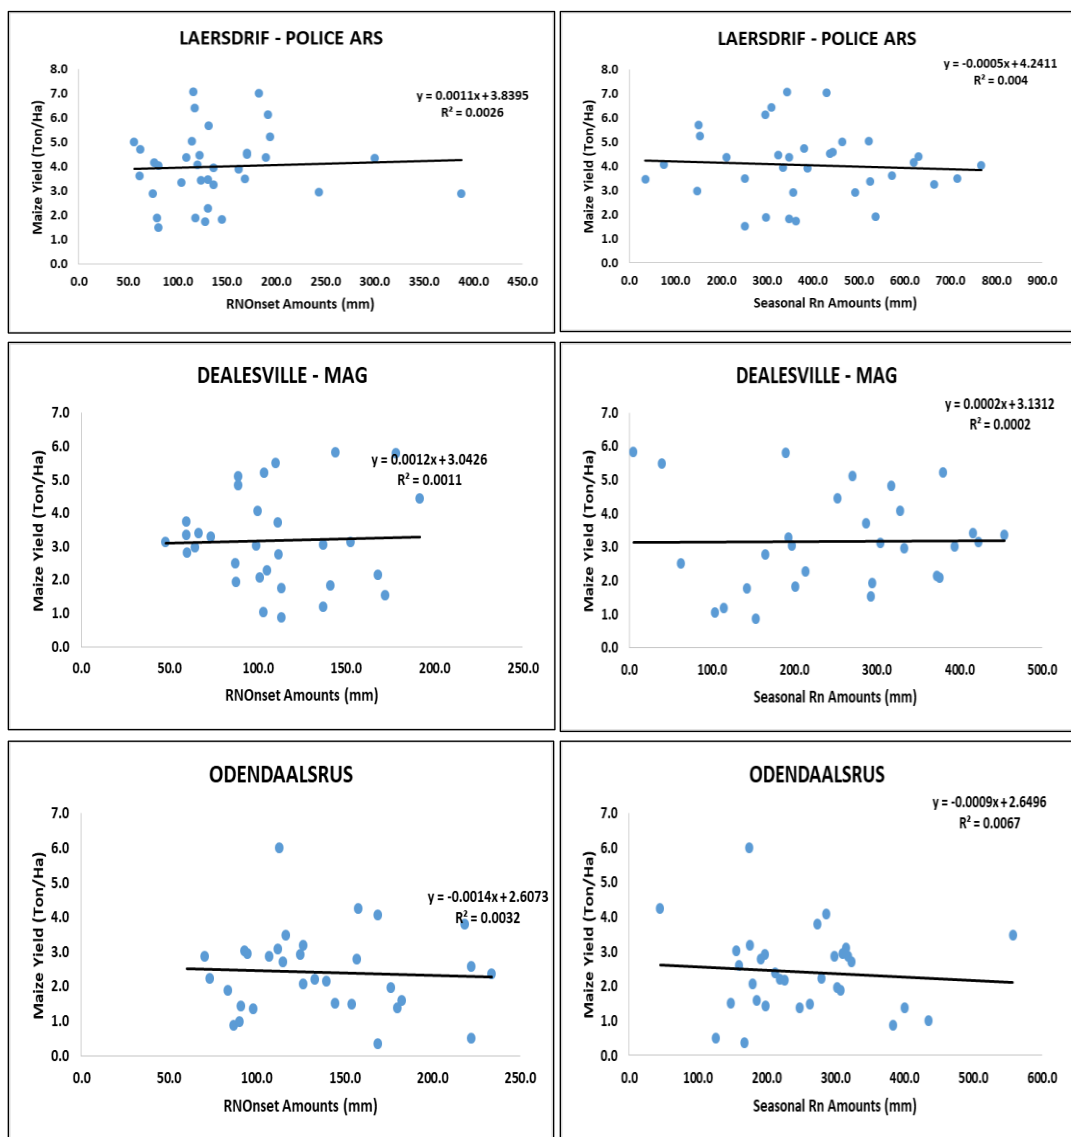 LAERSDRIF - POLICE ARS
y = 0.0011x + 3.8395
R² = 0.0026
Maize Yield (Ton/Ha)
8.0
7.0
6.0
5.0
4.0
3.0
2.0
1.0
0.0
0.0 50.0 100.0 150.0 200.0 250.0 300.0 350.0 400.0 450.0
RNOnset Amounts (mm)
LAERSDRIF - POLICE ARS
y = -0.0005x + 4.2411
R² = 0.004
Maize Yield (Ton/Ha)
8.0
7.0
6.0
5.0
4.0
3.0
2.0
1.0
0.0
0.0 100.0 200.0 300.0 400.0 500.0 600.0 700.0 800.0 900.0
Seasonal Rn Amounts (mm)
DEALESVILLE - MAG
y = 0.0012x + 3.0426
R² = 0.0011
Maize Yield (Ton/Ha)
7.0
6.0
5.0
4.0
3.0
2.0
1.0
0.0
0.0 50.0 100.0 150.0 200.0 250.0
RNOnset Amounts (mm)
DEALESVILLE - MAG
y = 0.0002x + 3.1312
R² = 0.0002
Maize Yield (Ton/Ha)
7.0
6.0
5.0
4.0
3.0
2.0
1.0
0.0
0.0 100.0 200.0 300.0 400.0 500.0
Seasonal Rn Amounts (mm)
ODENDAALSRUS
y = -0.0014x + 2.6073
R² = 0.0032
Maize Yield (Ton/Ha)
7.0
6.0
5.0
4.0
3.0
2.0
1.0
0.0
0.0 50.0 100.0 150.0 200.0 250.0
RNOnset Amounts (mm)
ODENDAALSRUS
y = -0.0009x + 2.6496
R² = 0.0067
Maize Yield (Ton/Ha)
7.0
6.0
5.0
4.0
3.0
2.0
1.0
0.0
0.0 100.0 200.0 300.0 400.0 500.0 600.0
Seasonal Rn Amounts (mm)